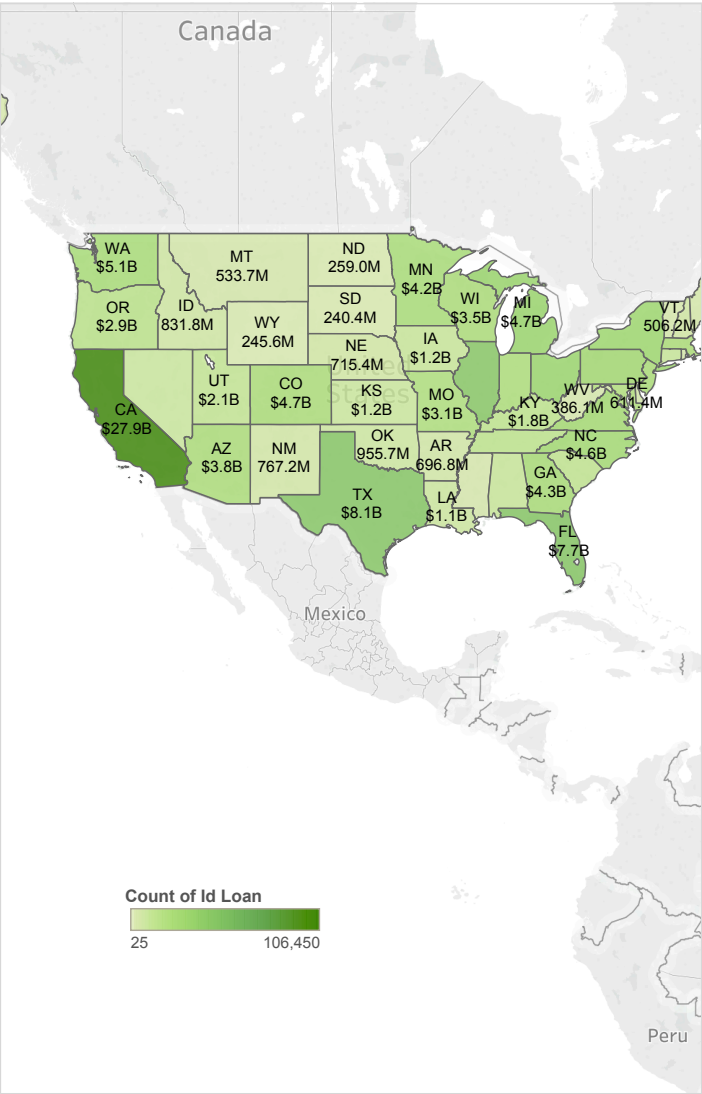 Canada
WA
$5.1B
MT
533.7M
ND
259.0M
MN
$4.2B
OR
$2.9B
ID
831.8M
WY
245.6M
SD
240.4M
WI
$3.5B
MI
$4.7B
VT
506.2M
NE
715.4M
IA
$1.2B
United
States
UT
$2.1B
CO
$4.7B
KS
$1.2B
MO
$3.1B
KY
$1.8B
WV
386.1M
DE
611.4M
CA
$27.9B
AZ
$3.8B
NM
767.2M
OK
955.7M
AR
696.8M
NC
$4.6B
TX
$8.1B
LA
$1.1B
GA
$4.3B
FL
$7.7B
Mexico
Count of Id Loan
25 106,450
Peru